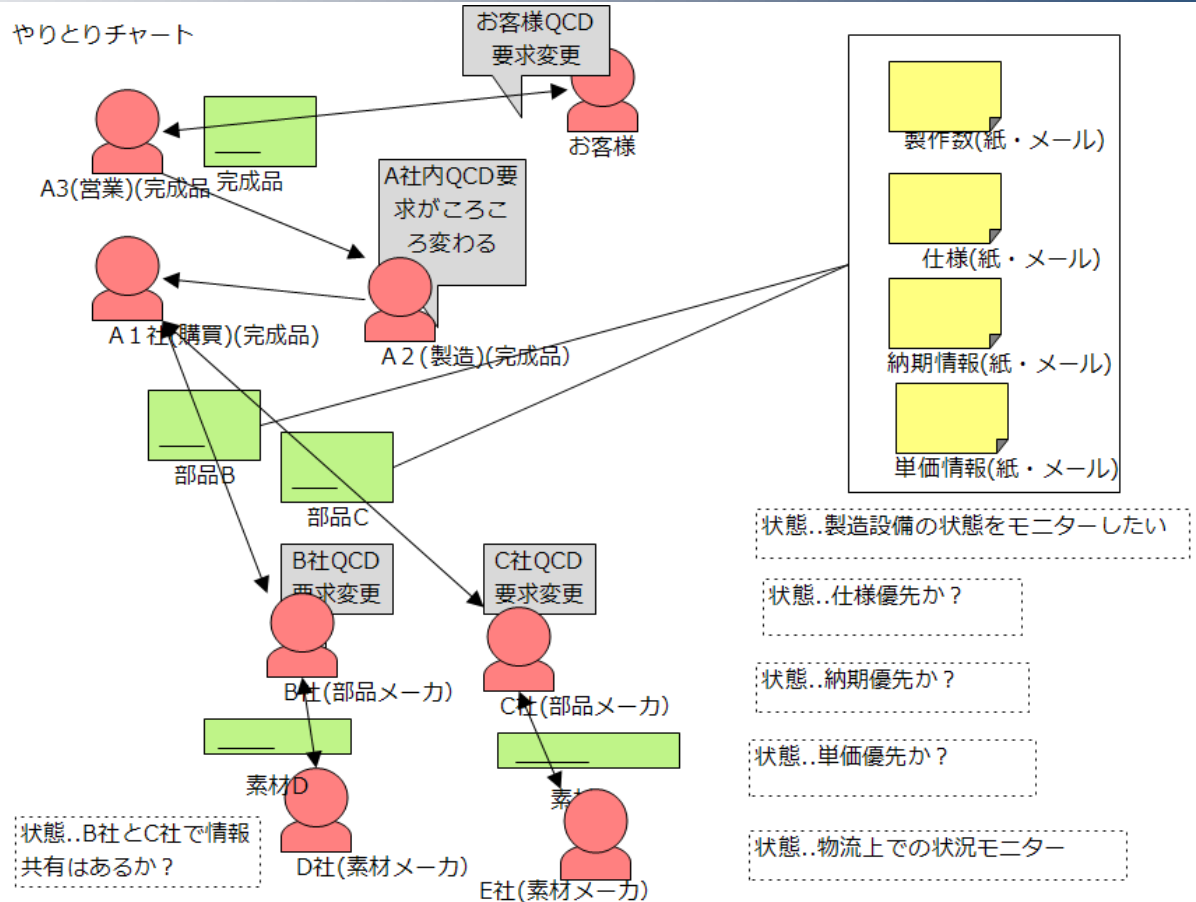 やりとりチャート
お客様QCD
要求変更
お客様
A3(営業)(完成品
完成品
A社内QCD要
求がころこ
ろ変わる
A１社(購買)(完成品)
A２(製造)(完成品）
製作数(紙・メール)
仕様(紙・メール)
納期情報(紙・メール)
単価情報(紙・メール)
部品B
部品C
B社QCD
要求変更
C社QCD
要求変更
B社(部品メーカ）
C社(部品メーカ）
素材D
素
D社(素材メーカ）
E社(素材メーカ）
状態..製造設備の状態をモニターしたい
状態..仕様優先か？
状態..納期優先か？
状態..単価優先か？
状態..物流上での状況モニター
状態..B社とC社で情報
共有はあるか？